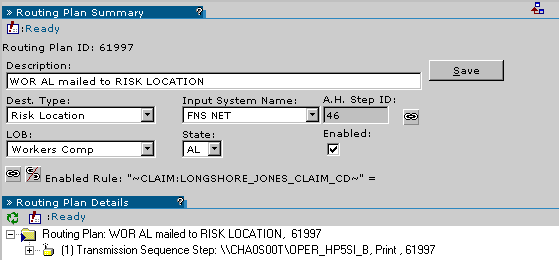 » Routing Plan Summary ?
:Ready
Routing Plan ID: 61997
Description:
WOR AL mailed to RISK LOCATION
Save
Dest. Type: Input System Name: A.H. Step ID:
Risk Location FNS NET 46
LOB: State: Enabled:
Workers Comp AL
Enabled Rule: "~CLAIM:LONGSHORE_JONES_CLAIM_CD~" =
» Routing Plan Details ?
:Ready
Routing Plan: WOR AL mailed to RISK LOCATION, 61997
(1) Transmission Sequence Step: \\CHA0S00T\OPER_HP5SI_B, Print , 61997